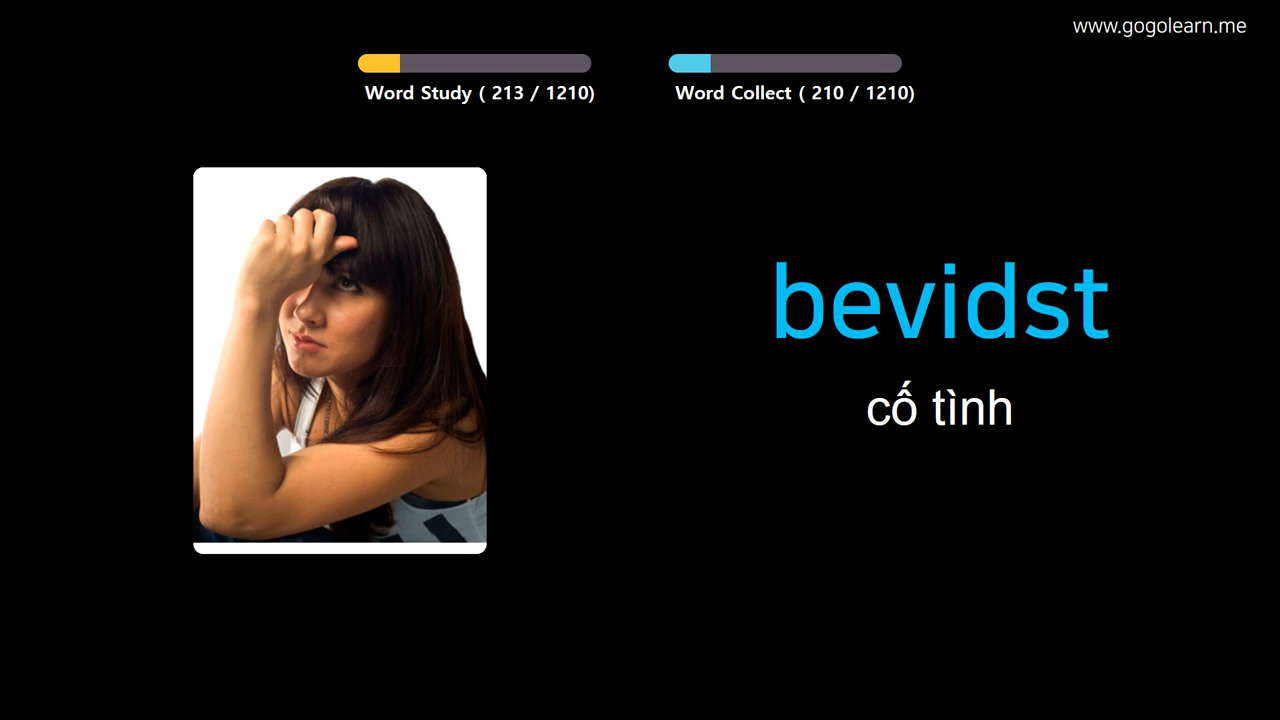 www.gogolearn.me
Word Study ( 213 / 1210)
Word Collect ( 210 / 1210)
bevidst
cố tình